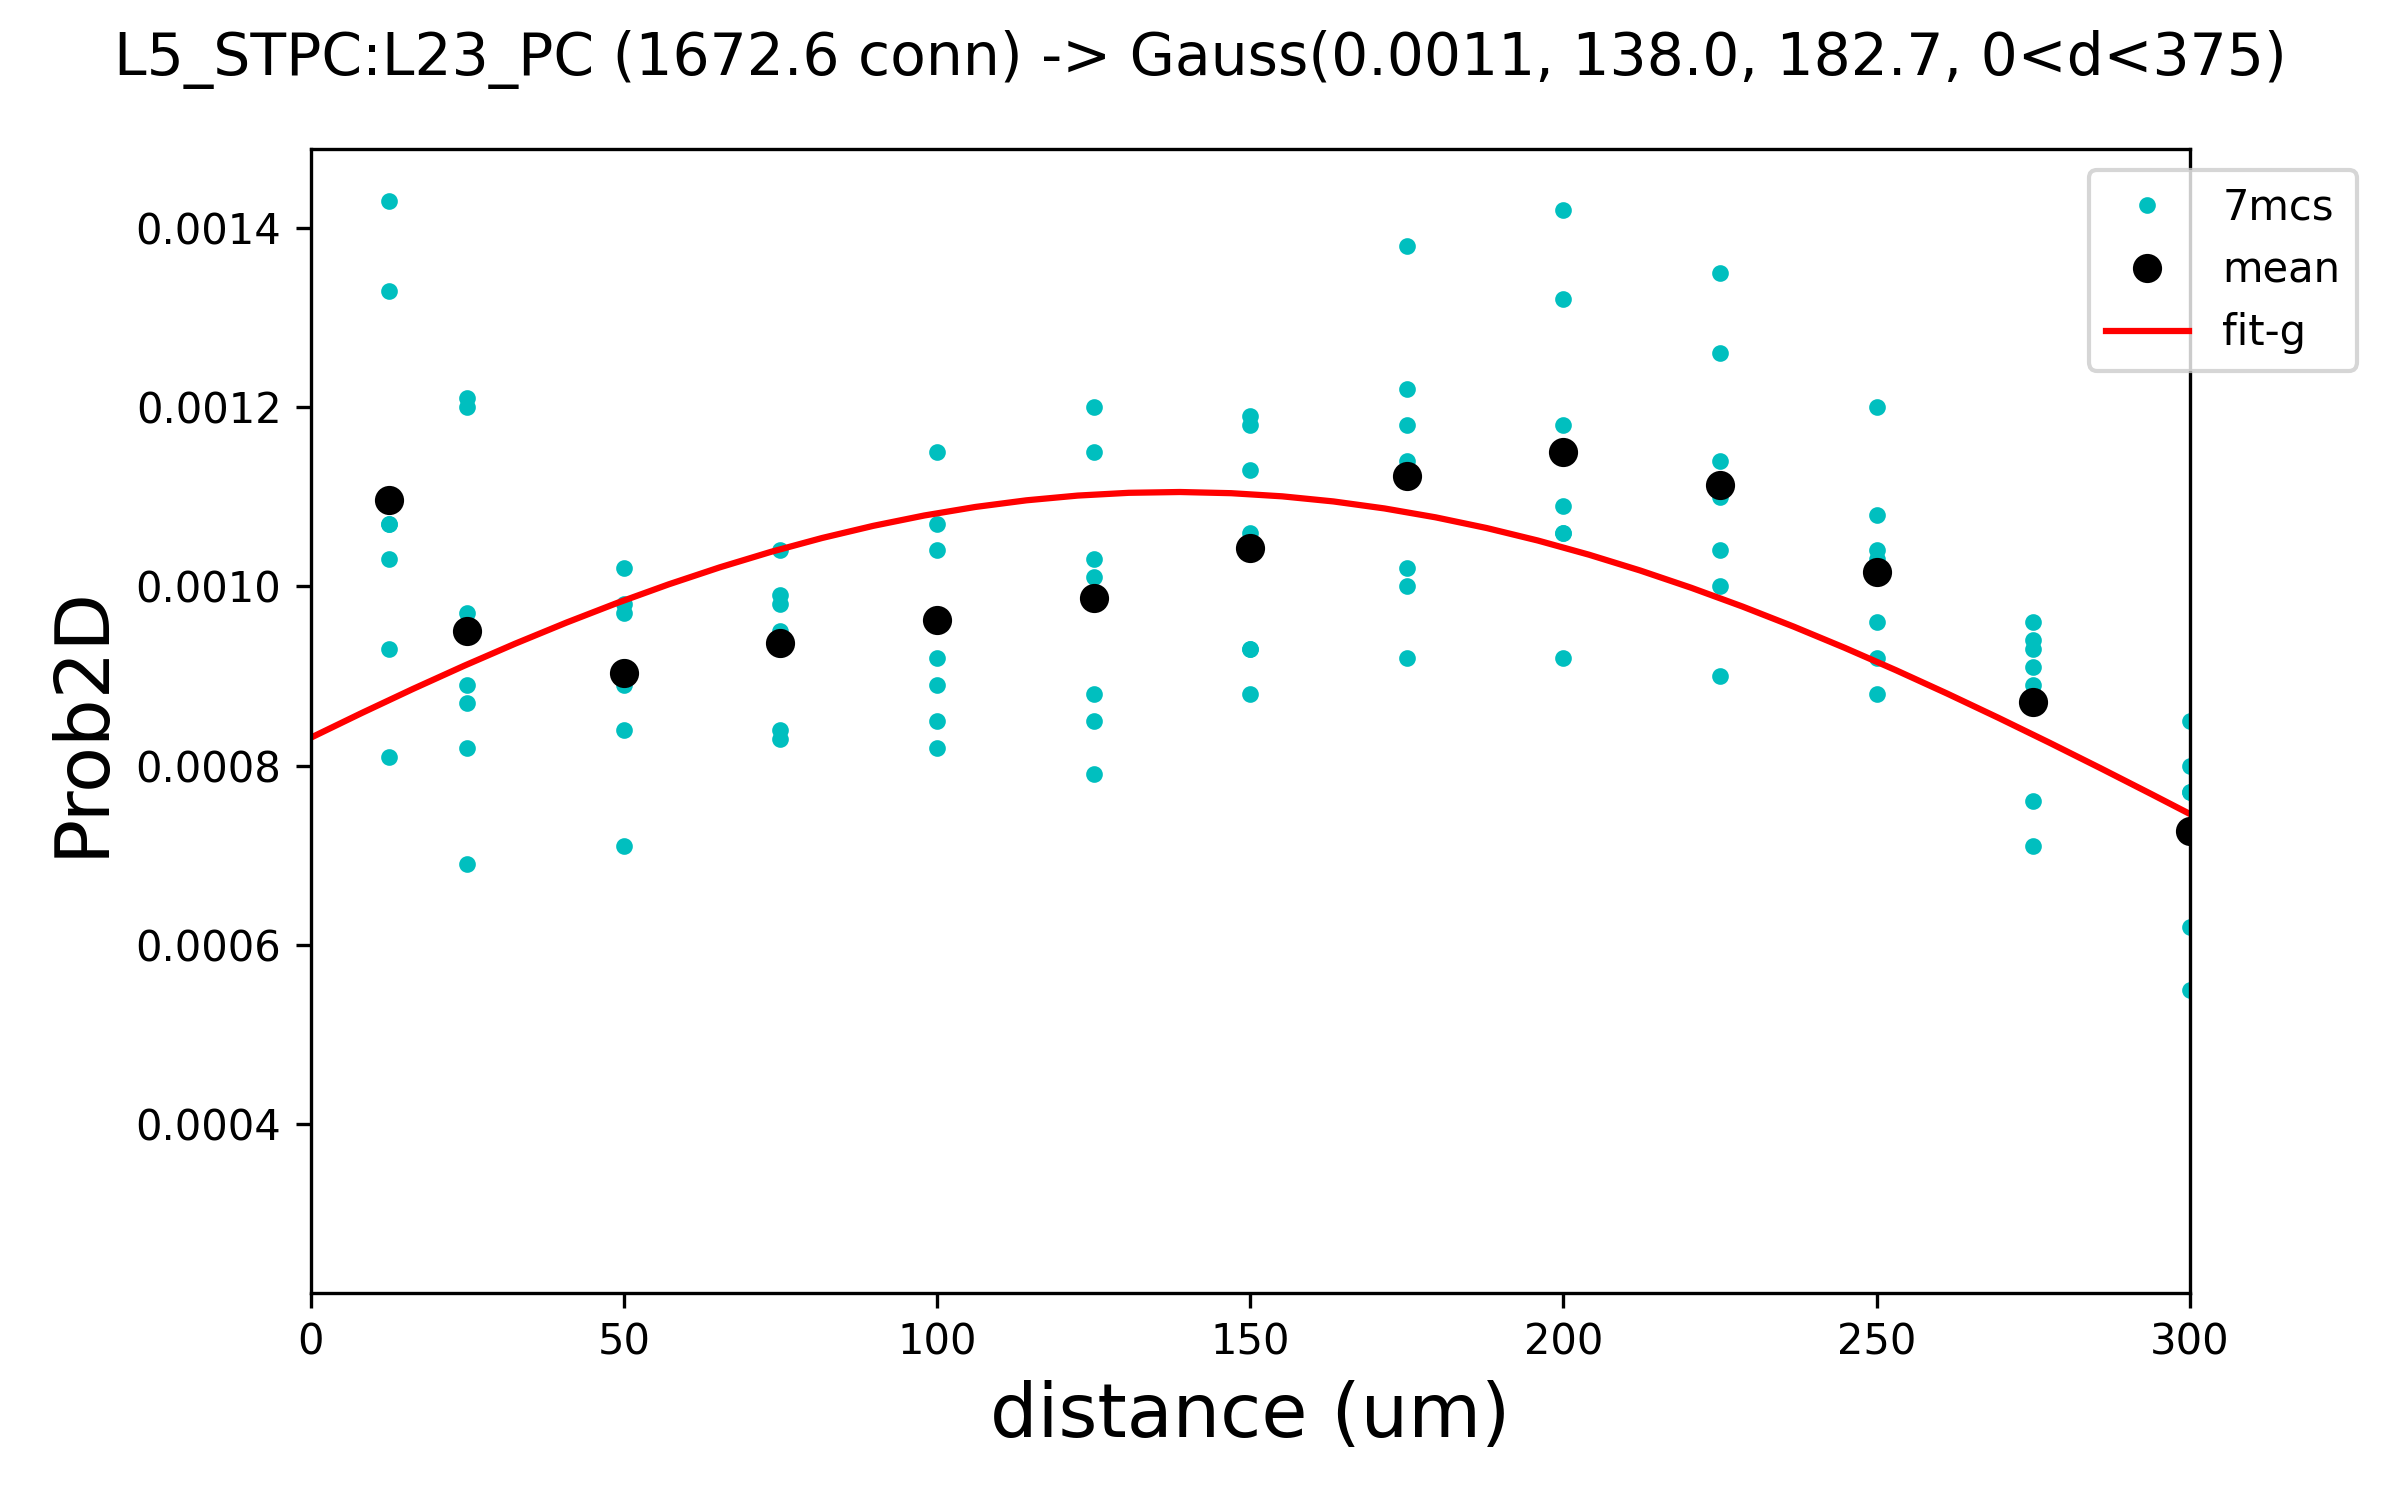 L5_STPC:L23_PC (1672.6 conn) -> Gauss(0.0011, 138.0, 182.7, 0<d<375)
7mcs
mean
fit-g
Prob2D
0.0014
0.0012
0.0010
0.0008
0.0006
0.0004
0 50 100 150 200 250 300
distance (um)